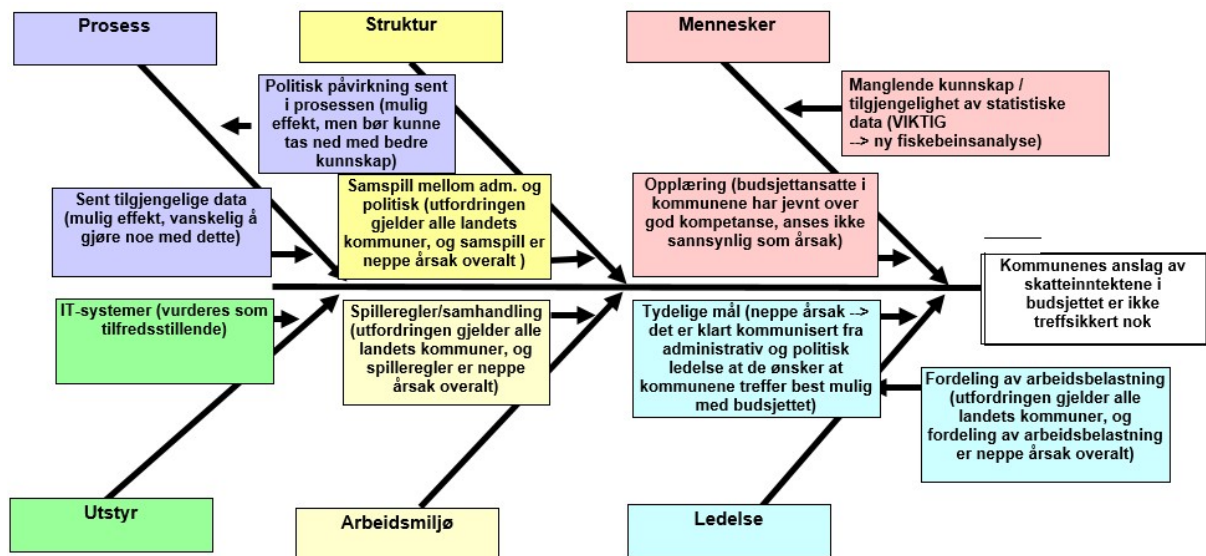 Prosess
Struktur
Mennesker
Politisk påvirkning sent
i prosessen (mulig
effekt, men bør kunne
tas ned med bedre
kunnskap)
Manglende kunnskap /
tilgjengelighet av statistiske
data (VIKTIG
--> ny fiskebeinsanalyse)
Sent tilgjengelige data
(mulig effekt, vanskelig å
gjøre noe med dette)
Samspill mellom adm. og
politisk (utfordringen
gjelder alle landets
kommuner, og samspill er
neppe årsak overalt )
Opplæring (budsjettansatte i
kommunene har jevnt over
god kompetanse, anses ikke
sannsynlig som årsak)
Kommunenes anslag av
skatteinntektene i
budsjettet er ikke
treffsikkert nok
IT-systemer (vurderes som
tilfredsstillende)
Spilleregler/samhandling
(utfordringen gjelder alle
landets kommuner, og
spilleregler er neppe
årsak overalt)
Tydelige mål (neppe årsak -->
det er klart kommunisert fra
administrativ og politisk
ledelse at de ønsker at
kommunene treffer best mulig
med budsjettet)
Fordeling av arbeidsbelastning
(utfordringen gjelder alle
landets kommuner, og
fordeling av arbeidsbelastning
er neppe årsak overalt)
Utstyr
Arbeidsmiljø
Ledelse